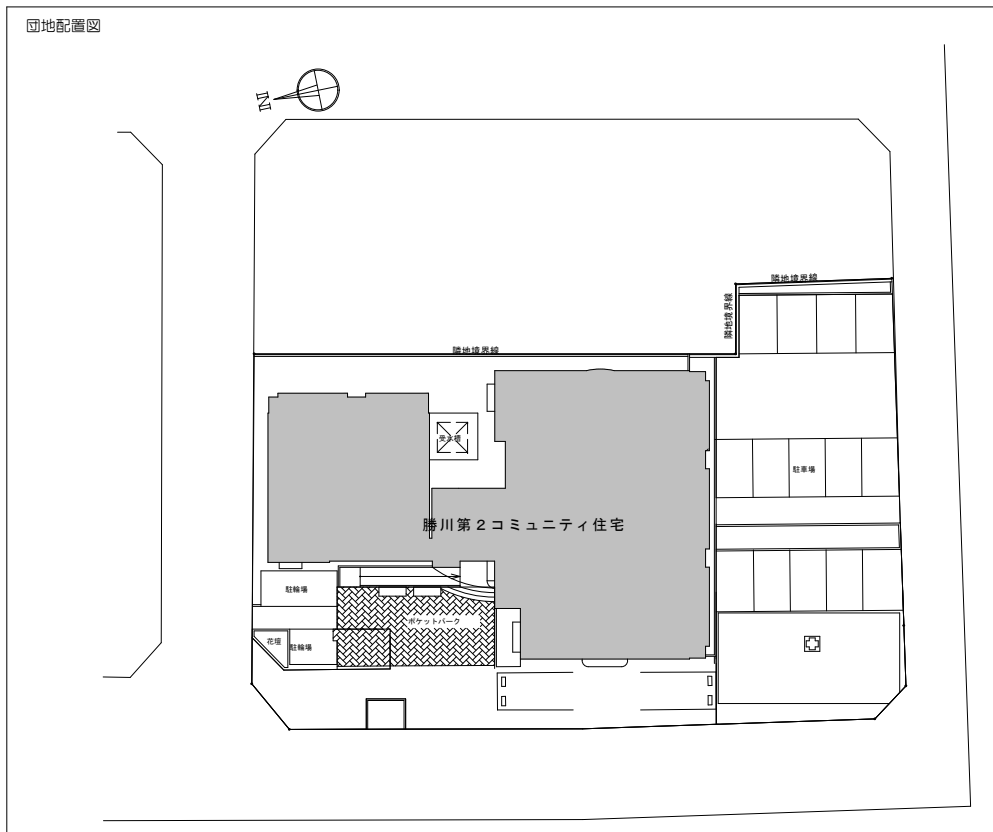 団地配置図
N
隣地境界線
隣地境界線
隣地境界線
受水槽
駐車場
勝川第２コミュニティ住宅
駐輪場
ポケットパーク
花壇
駐輪場